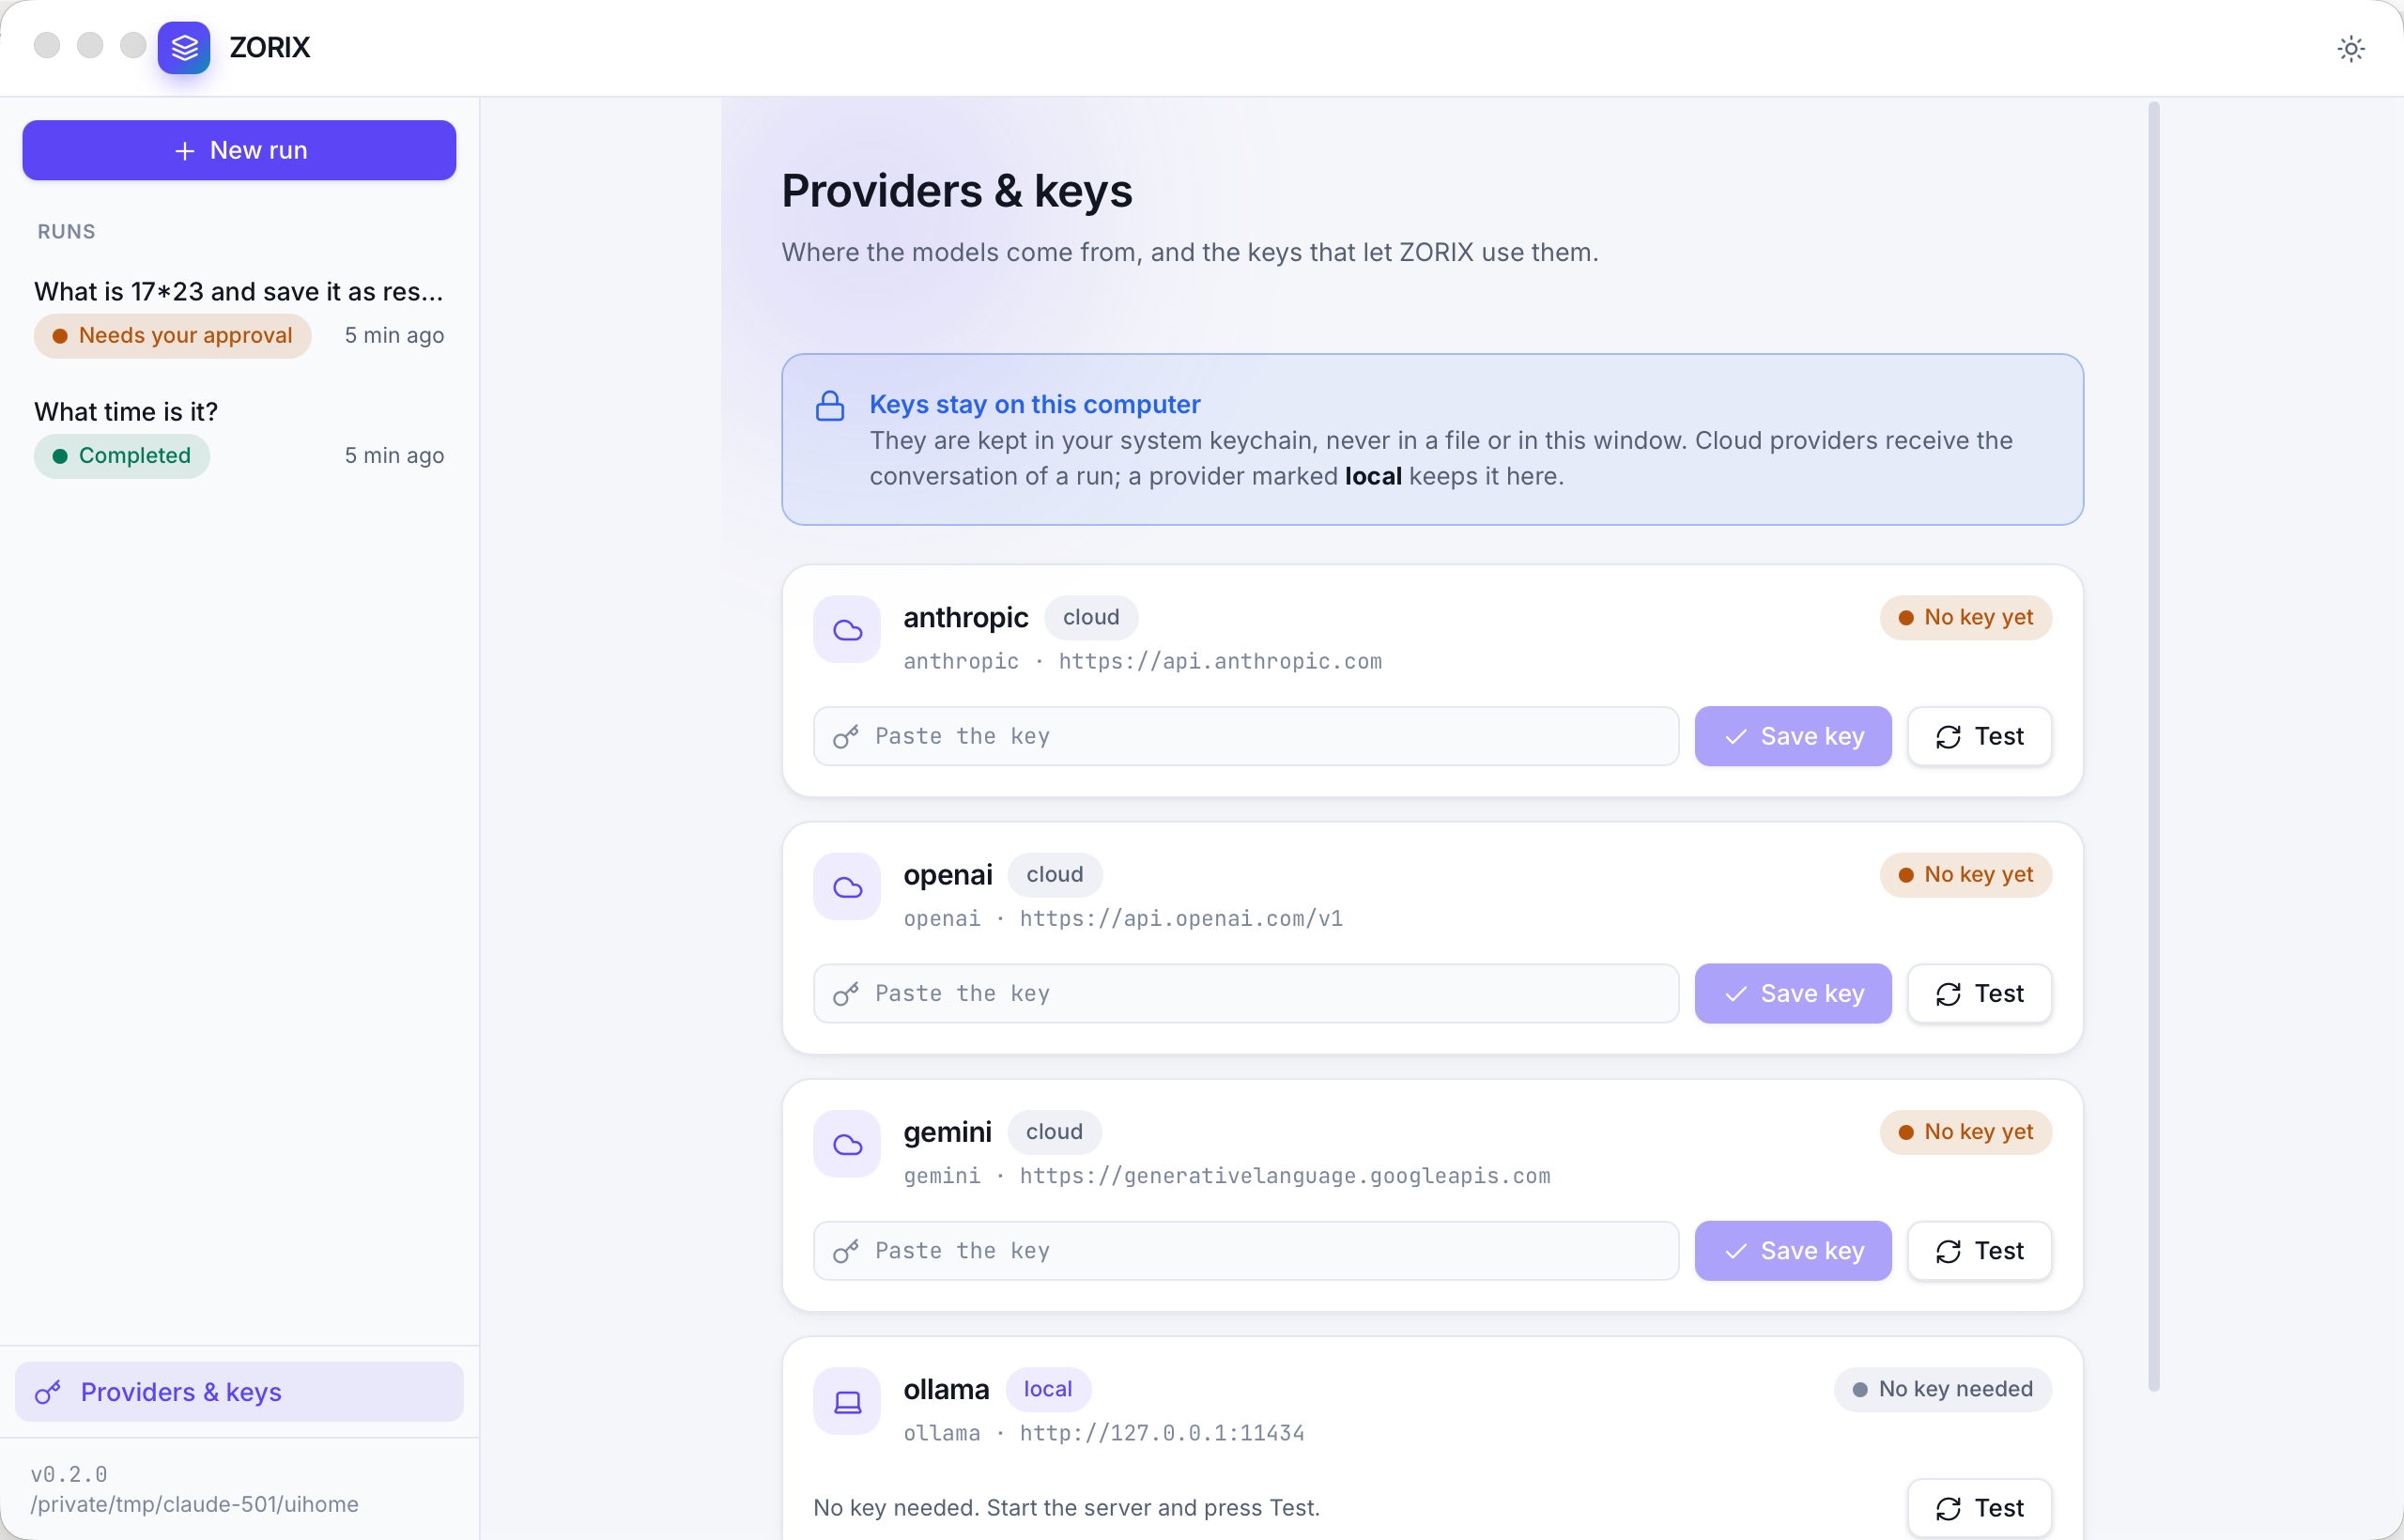 ZORIX
New run
RUNS
What is 17*23 and save it as res...
Needs your approval
5 min ago
What time is it?
Completed
5 min ago
Providers & keys
v0.2.0
/private/tmp/claude-501/uihome
Providers & keys
Where the models come from, and the keys that let ZORIX use them.
Keys stay on this computer
They are kept in your system keychain, never in a file or in this window. Cloud providers receive the
conversation of a run; a provider marked local keeps it here.
anthropic cloud
No key yet
anthropic · https://api.anthropic.com
Paste the key
Save key
Test
openai cloud
No key yet
openai · https://api.openai.com/v1
Paste the key
Save key
Test
gemini cloud
No key yet
gemini · https://generativelanguage.googleapis.com
Paste the key
Save key
Test
ollama local
No key needed
ollama · http://127.0.0.1:11434
No key needed. Start the server and press Test.
Test